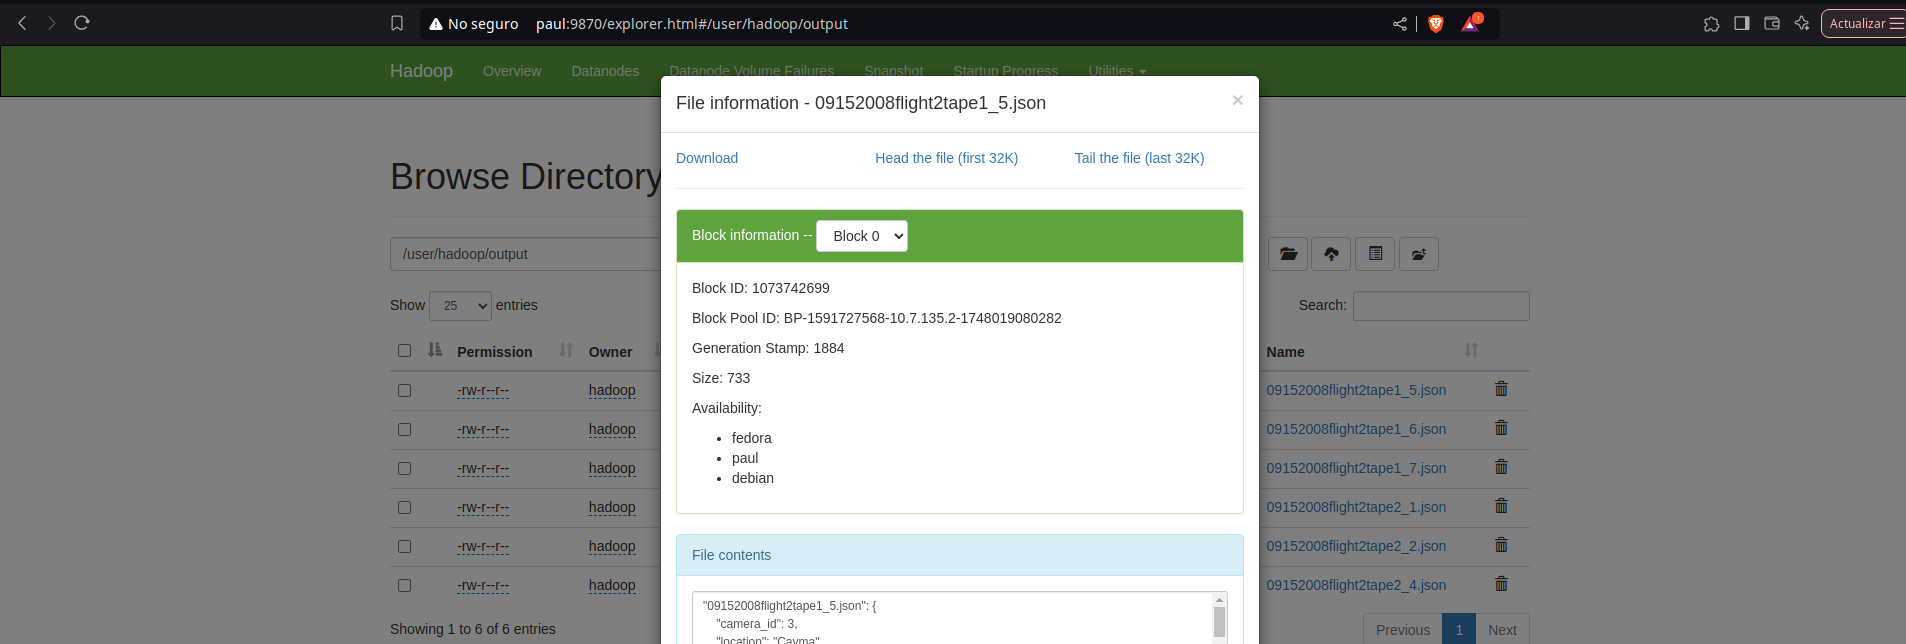 No seguro paul:9870/explorer.html#/user/hadoop/output
Actualizar
Hadoop Overview Datanodes Datanode Volume Failures Snapshot Startup Progress Utilities
File information - 09152008flight2tape1_5.json ×
Download Head the file (first 32K) Tail the file (last 32K)
Browse Directory
Block information -- Block 0
/user/hadoop/output
Block ID: 1073742699
Block Pool ID: BP-1591727568-10.7.135.2-1748019080282
Generation Stamp: 1884
Size: 733
Availability:
fedora
paul
debian
Show 25 entries
Search:
Permission Owner Name
-rw-r--r-- hadoop 09152008flight2tape1_5.json
-rw-r--r-- hadoop 09152008flight2tape1_6.json
-rw-r--r-- hadoop 09152008flight2tape1_7.json
-rw-r--r-- hadoop 09152008flight2tape2_1.json
-rw-r--r-- hadoop 09152008flight2tape2_2.json
-rw-r--r-- hadoop 09152008flight2tape2_4.json
File contents
"09152008flight2tape1_5.json": {
"camera_id": 3,
"location": "Cayma"
Showing 1 to 6 of 6 entries
Previous 1 Next